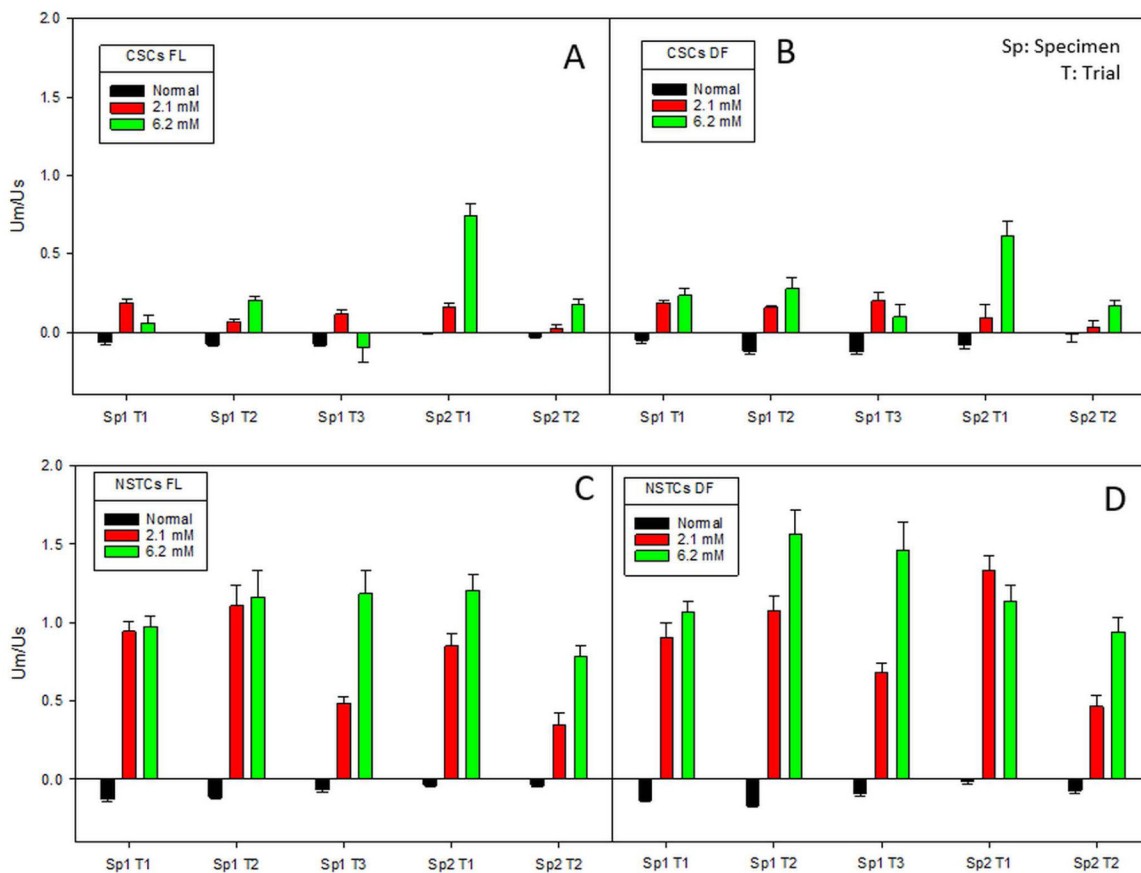 2.0
1.5
1.0
0.5
0.0
Um/Us
CSCs FL
Normal
2.1 mM
6.2 mM
A
CSCs DF
Normal
2.1 mM
6.2 mM
B
Sp: Specimen
T: Trial
Sp1 T1 Sp1 T2 Sp1 T3 Sp2 T1 Sp2 T2 Sp1 T1 Sp1 T2 Sp1 T3 Sp2 T1 Sp2 T2
2.0
1.5
1.0
0.5
0.0
Um/Us
NSTCs FL
Normal
2.1 mM
6.2 mM
C
NSTCs DF
Normal
2.1 mM
6.2 mM
D
Sp1 T1 Sp1 T2 Sp1 T3 Sp2 T1 Sp2 T2 Sp1 T1 Sp1 T2 Sp1 T3 Sp2 T1 Sp2 T2